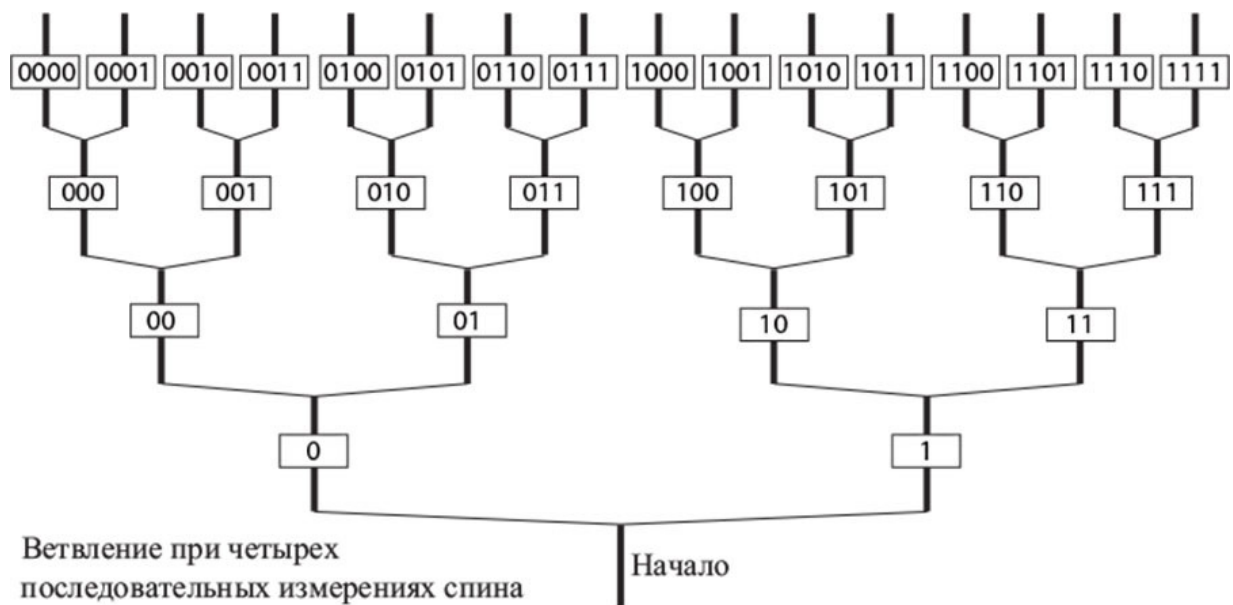 0000 0001 0010 0011 0100 0101 0110 0111 1000 1001 1010 1011 1100 1101 1110 1111
000 001 010 011 100 101 110 111
00 01 10 11
0 1
Ветвление при четырех
последовательных измерениях спина
Начало